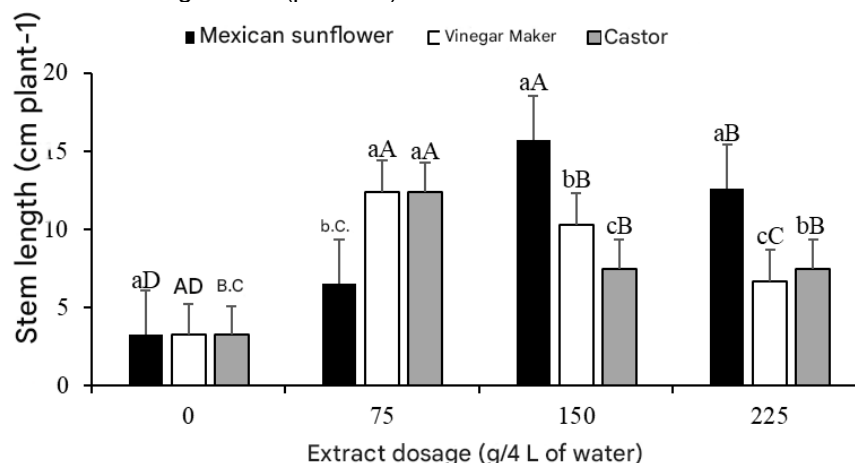 Mexican sunflower Vinegar Maker Castor
Stem length (cm plant-1)
20
15
10
5
0
aD AD B.C
b.C. aA aA
aA bB cB
aB cC bB
0 75 150 225
Extract dosage (g/4 L of water)